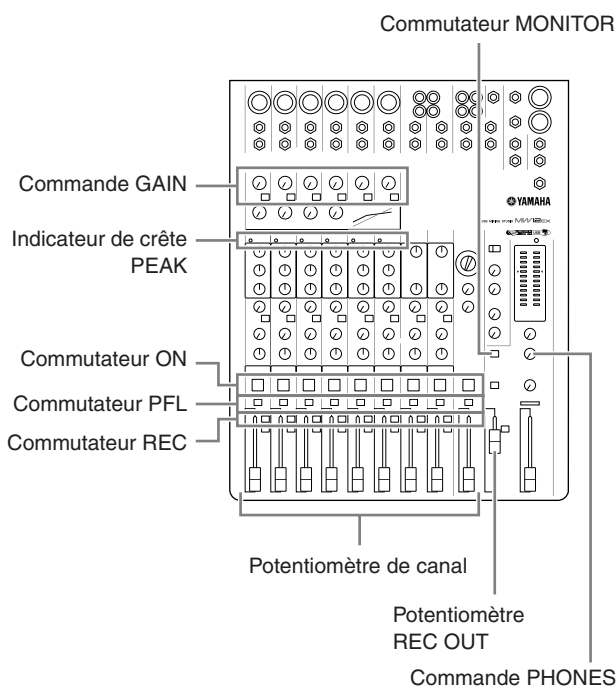 Commutateur MONITOR
Commande GAIN
YAMAHA
MW12CX
Indicateur de crête
PEAK
Commutateur ON
Commutateur PFL
Commutateur REC
Potentiomètre de canal
Potentiomètre
REC OUT
Commande PHONES